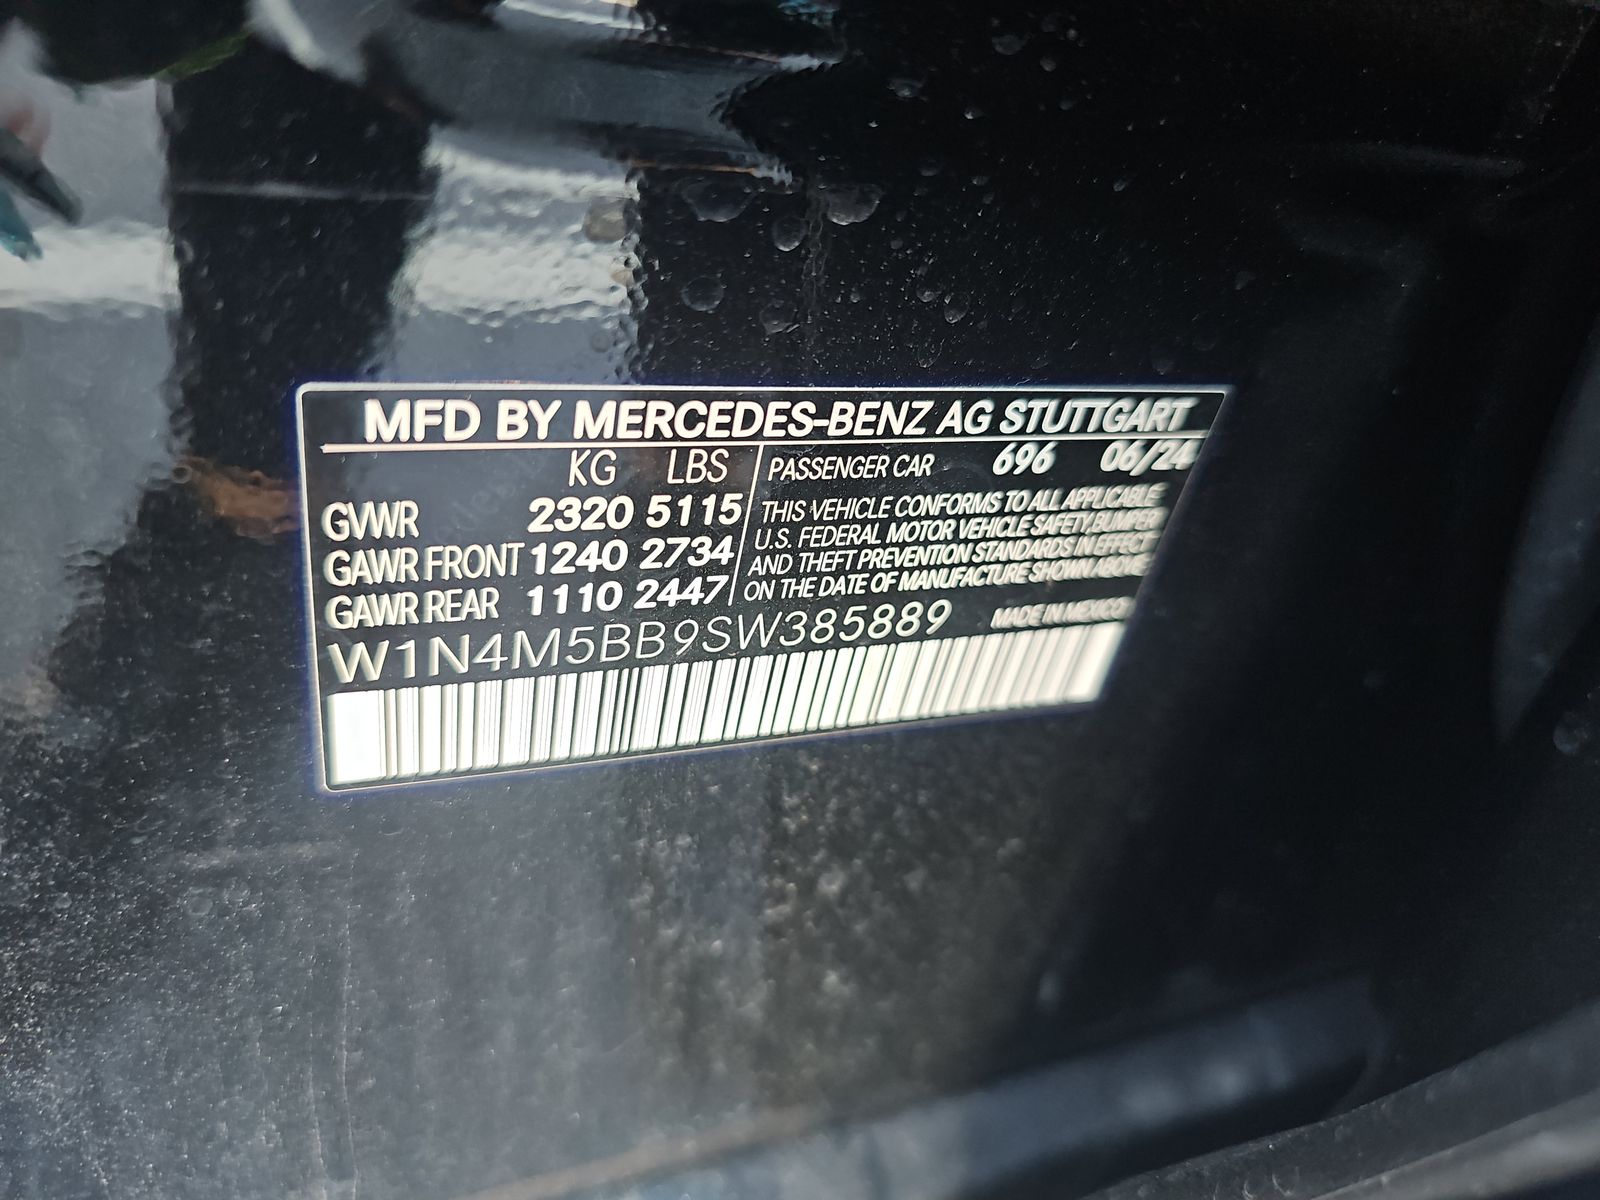 MFD BY MERCEDES-BENZ AG STUTTGART
KG LBS
GVWR 2320 5115
GAWR FRONT 1240 2734
GAWR REAR 1110 2447
PASSENGER CAR 696 06/24
THIS VEHICLE CONFORMS TO ALL APPLICABLE
U.S. FEDERAL MOTOR VEHICLE SAFETY, BUMPER
AND THEFT PREVENTION STANDARDS IN EFFECT
ON THE DATE OF MANUFACTURE SHOWN ABOVE
W1N4M5BB9SW385889 MADE IN MEXICO